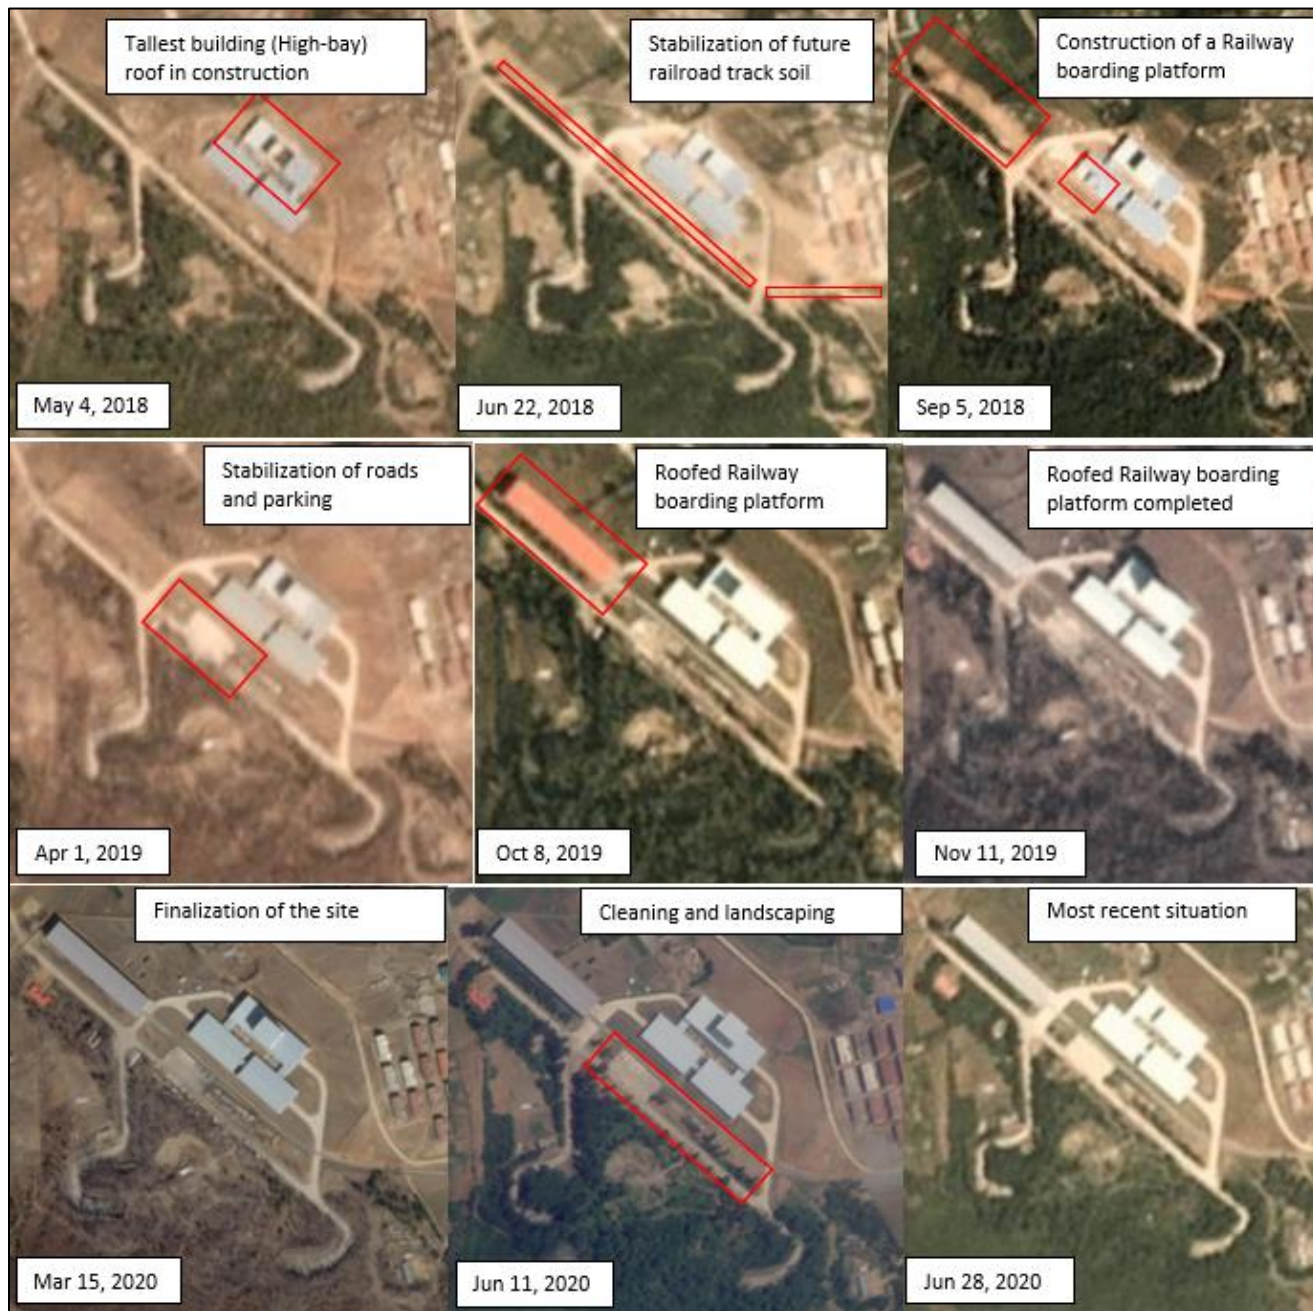 Tallest building (High-bay)
roof in construction
May 4, 2018
Stabilization of future
railroad track soil
Jun 22, 2018
Construction of a Railway
boarding platform
Sep 5, 2018
Stabilization of roads
and parking
Apr 1, 2019
Roofed Railway
boarding platform
Oct 8, 2019
Roofed Railway boarding
platform completed
Nov 11, 2019
Finalization of the site
Mar 15, 2020
Cleaning and landscaping
Jun 11, 2020
Most recent situation
Jun 28, 2020